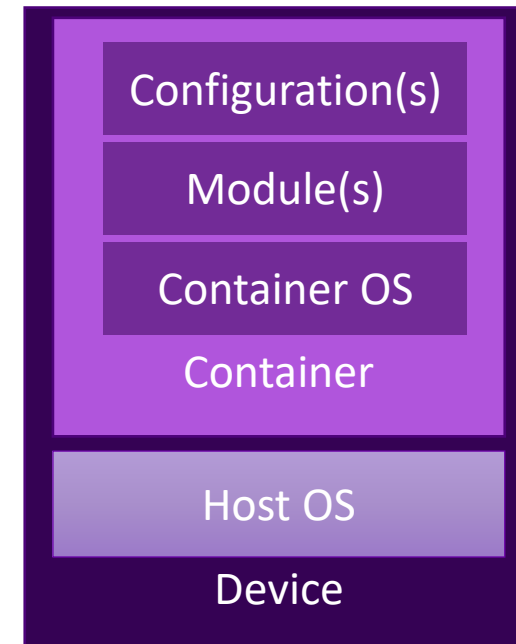 Configuration(s)
Module(s)
Container OS
Container
Host OS
Device